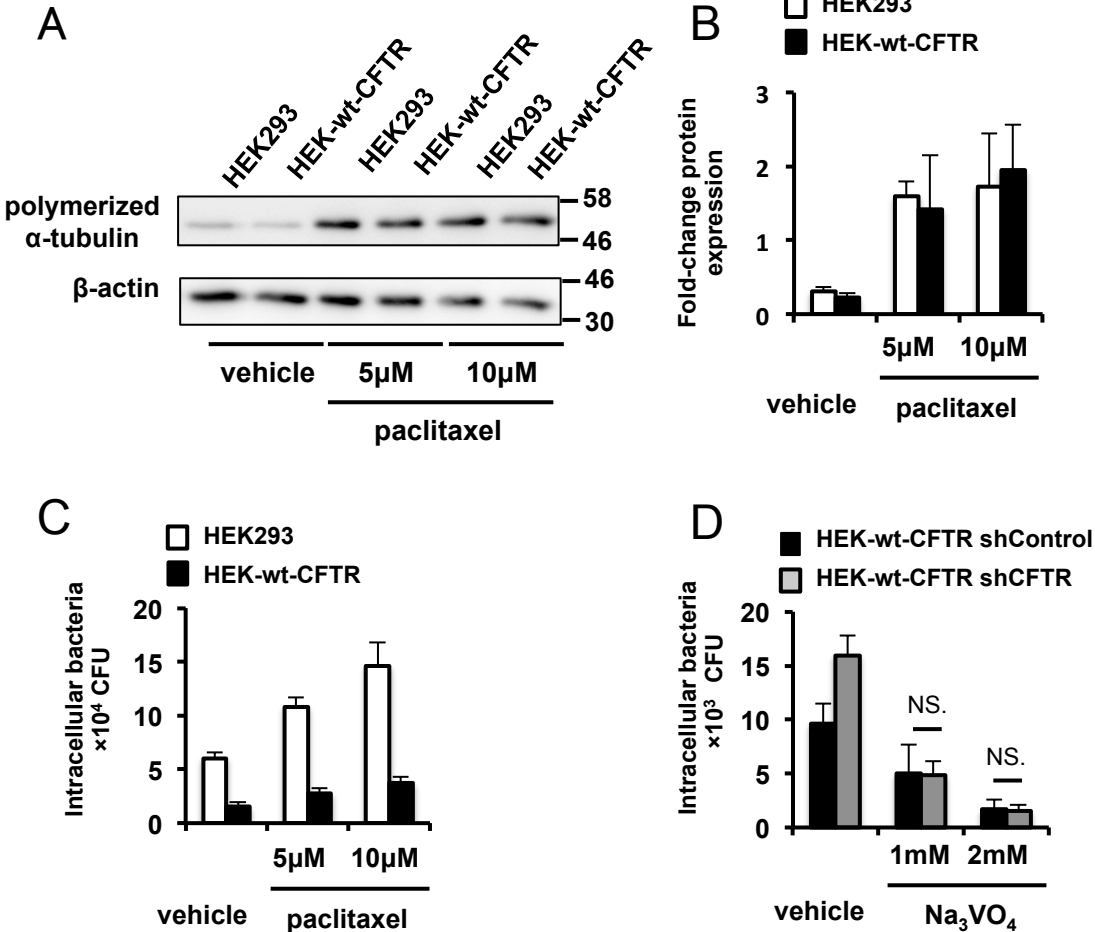 A
HEK293
HEK-wt-CFTR
HEK293
HEK-wt-CFTR
HEK293
HEK-wt-CFTR
polymerized
α-tubulin
58
46
β-actin
46
30
vehicle
5µM
10µM
paclitaxel
B
HEK293
HEK-wt-CFTR
Fold-change protein
expression
3
2
1
0
5µM
10µM
vehicle
paclitaxel
C
HEK293
HEK-wt-CFTR
Intracellular bacteria
×10⁴ CFU
20
15
10
5
0
5µM
10µM
vehicle
paclitaxel
D
HEK-wt-CFTR shControl
HEK-wt-CFTR shCFTR
Intracellular bacteria
×10³ CFU
20
15
10
5
0
NS.
NS.
1mM
2mM
vehicle
Na₃VO₄